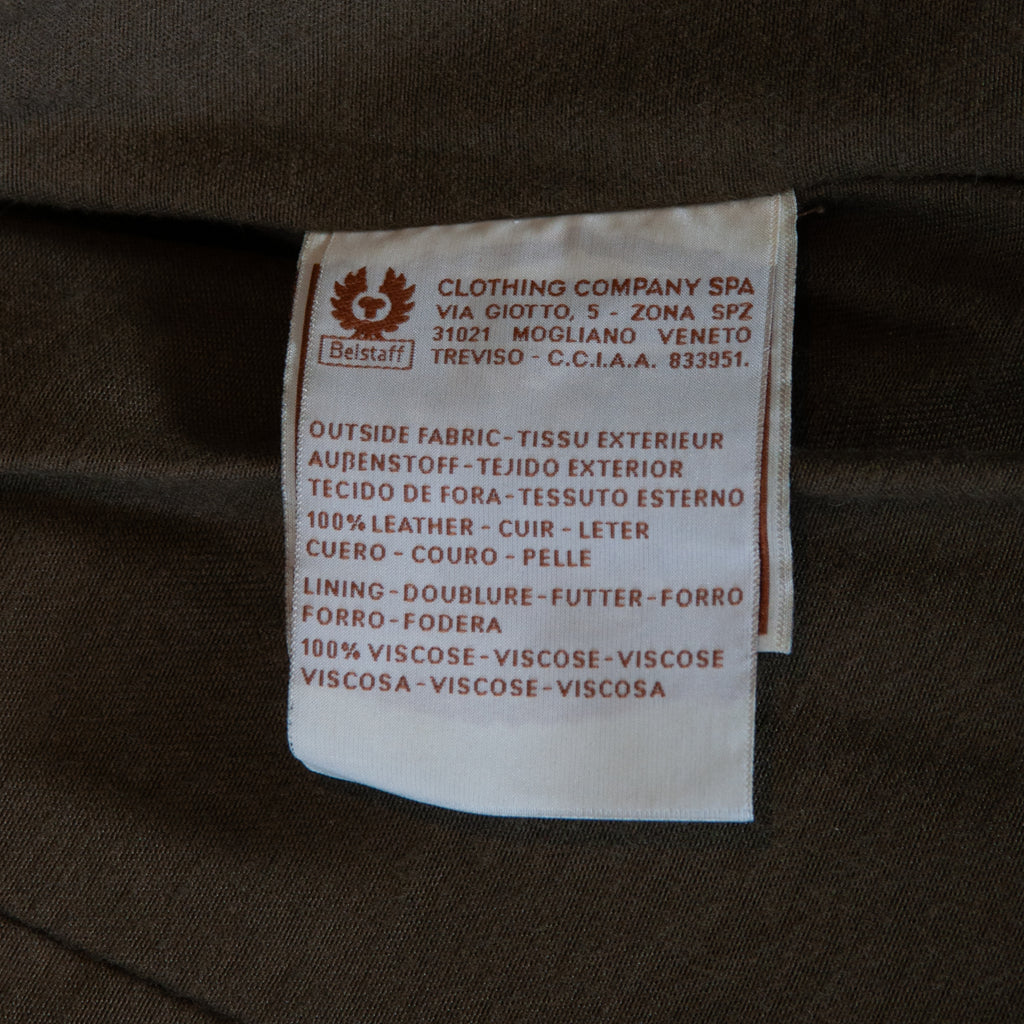 CLOTHING COMPANY SPA
VIA GIOTTO, 5 - ZONA SPZ
31021 MOGLIANO VENETO
Belstaff TREVISO - C.C.I.A.A. 833951.
OUTSIDE FABRIC-TISSU EXTERIEUR
AUβENSTOFF-TEJIDO EXTERIOR
TECIDO DE FORA-TESSUTO ESTERNO
100% LEATHER - CUIR - LETER
CUERO - COURO - PELLE
LINING-DOUBLURE-FUTTER-FORRO
FORRO-FODERA
100% VISCOSE-VISCOSE-VISCOSE
VISCOSA-VISCOSE-VISCOSA